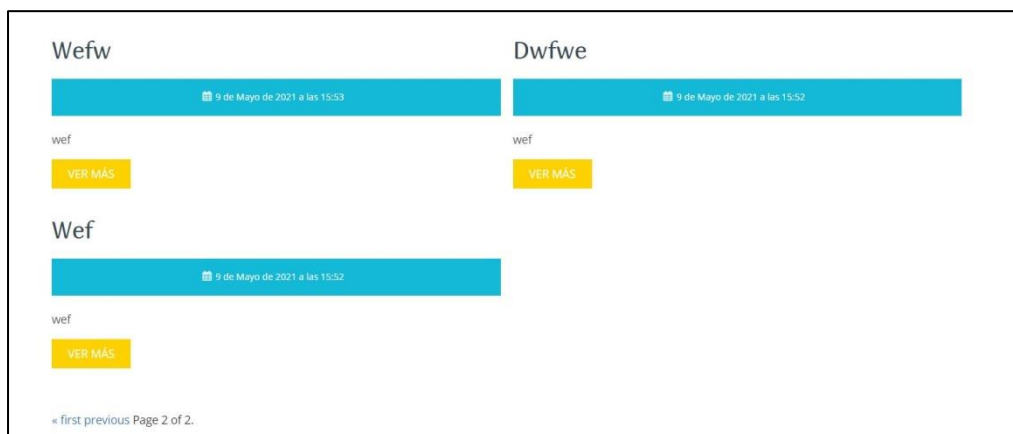 Wefw
9 de Mayo de 2021 a las 15:53
wef
VER MÁS
Dwfwe
9 de Mayo de 2021 a las 15:52
wef
VER MÁS
Wef
9 de Mayo de 2021 a las 15:52
wef
VER MÁS
« first previous Page 2 of 2.